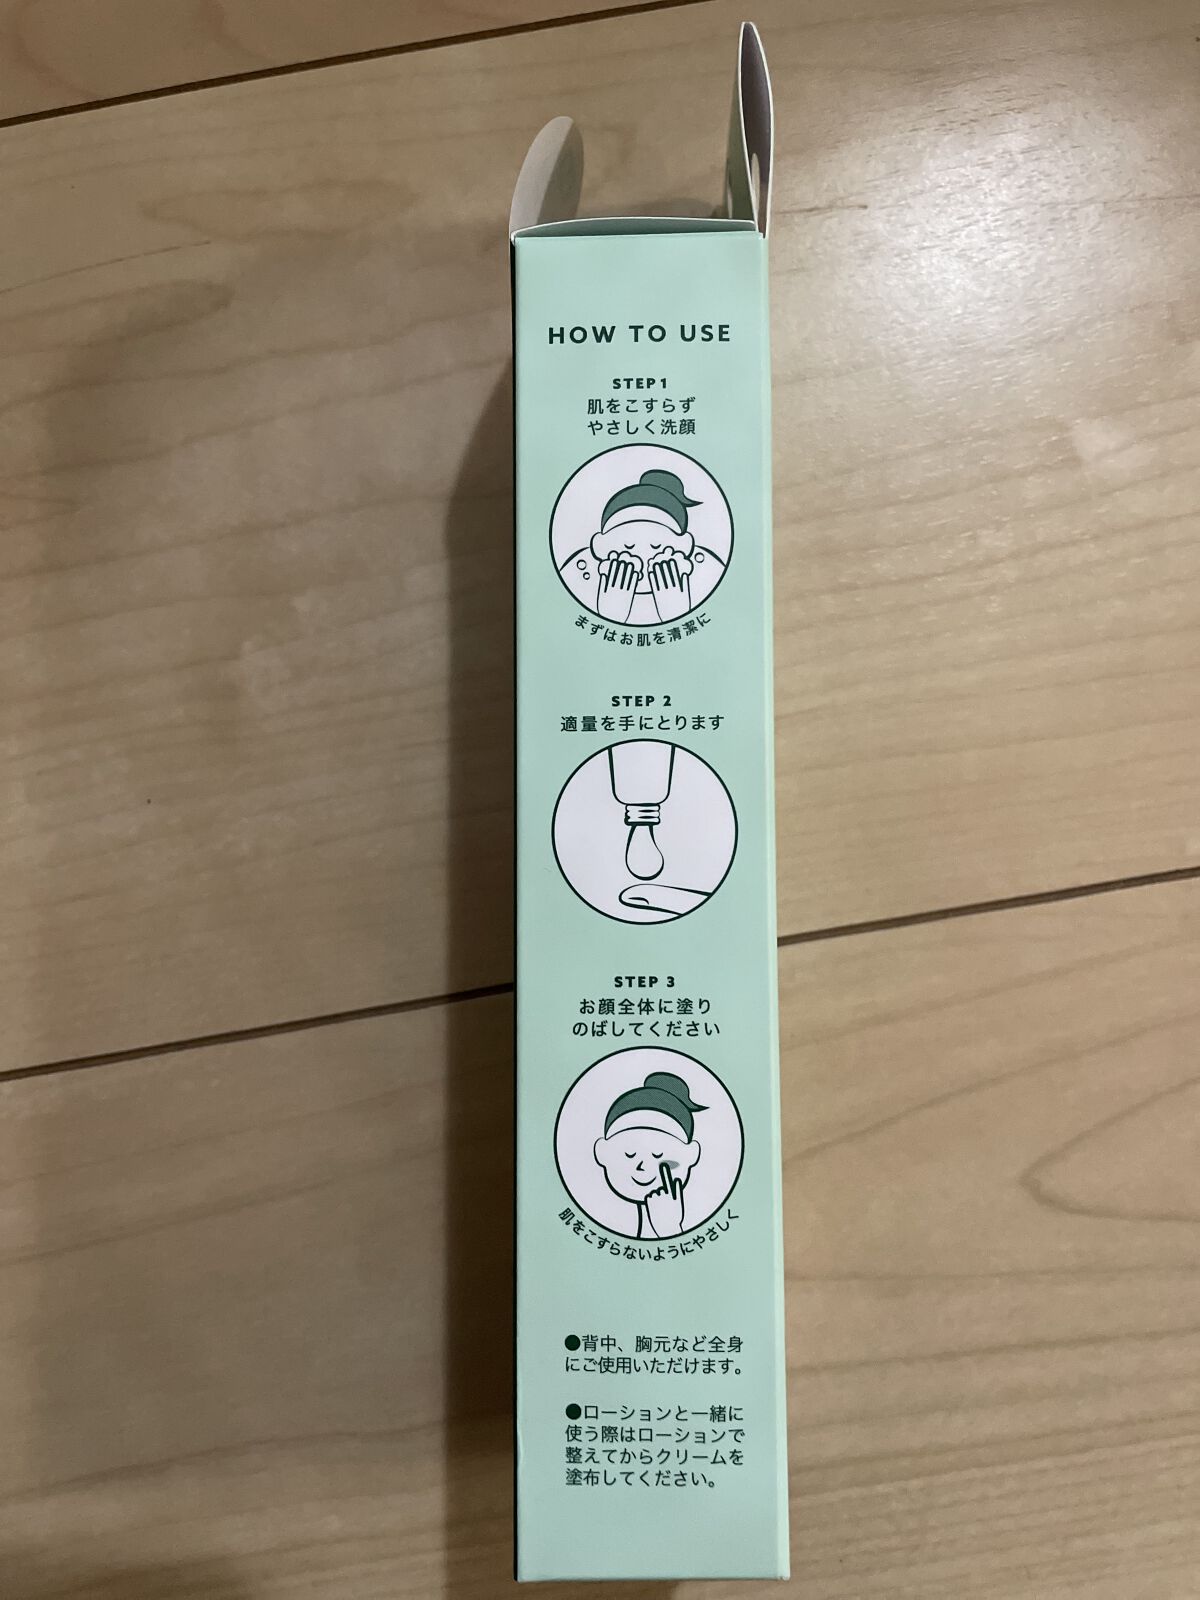 HOW TO USE
STEP 1
肌をこすらず
やさしく洗顔
まずはお肌を清潔に
STEP 2
適量を手にとります
STEP 3
お顔全体に塗り
のばしてください
肌をこすらないようにやさしく
●背中、胸元など全身
にご使用いただけます。
●ローションと一緒に
使う際はローションで
整えてからクリームを
塗布してください。